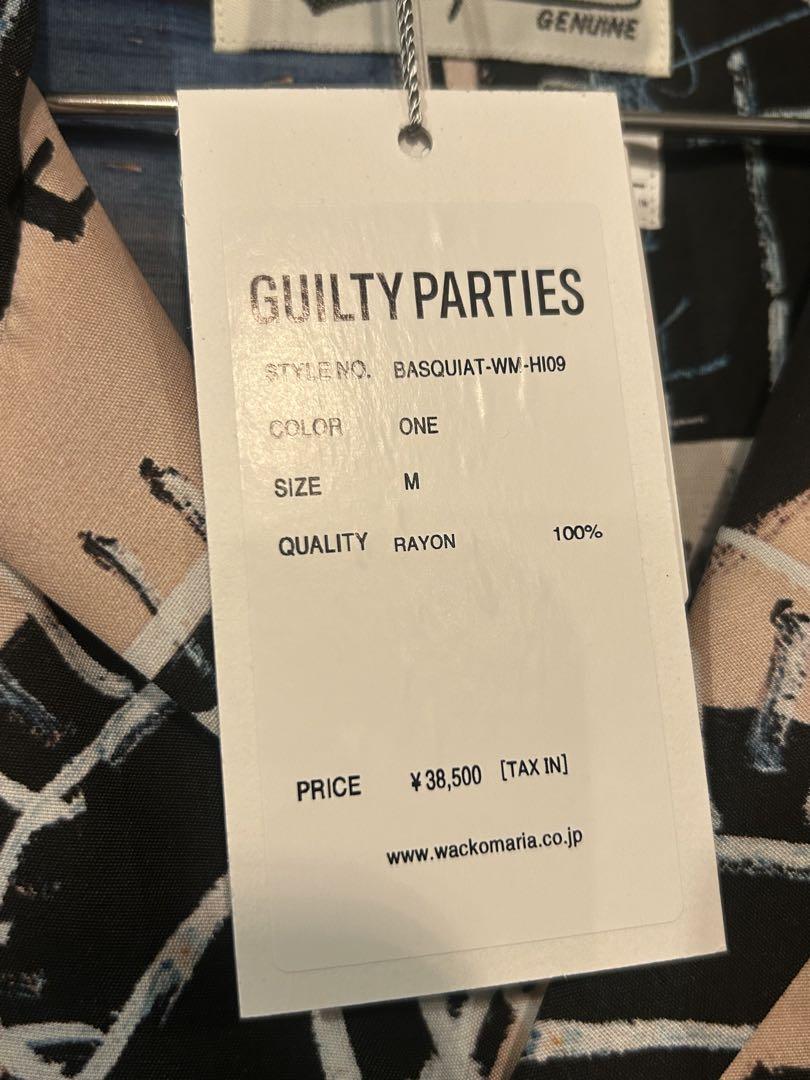 GENUINE
GUILTY PARTIES
STYLE NO. BASQUIAT-WM-HI09
COLOR ONE
SIZE M
QUALITY RAYON 100%
PRICE ¥38,500 [TAX IN]
www.wackomaria.co.jp